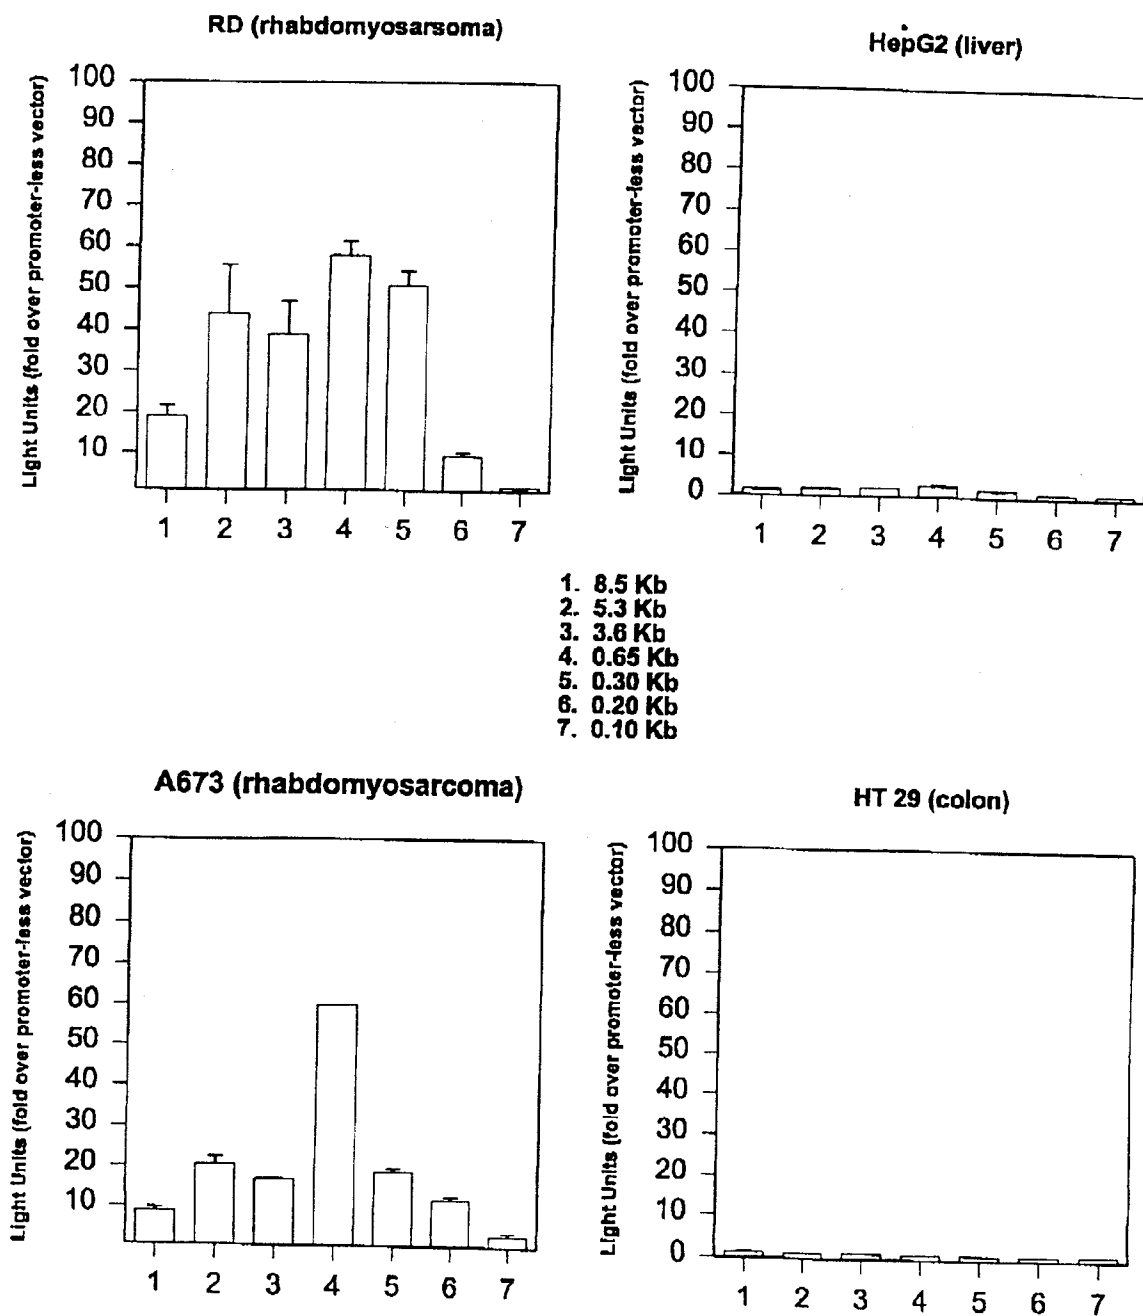 RD (rhabdomyosarsoma)
Light Units (fold over promoter-less vector)
100
90
80
70
60
50
40
30
20
10
1 2 3 4 5 6 7
HepG2 (liver)
Light Units (fold over promoter-less vector)
100
90
80
70
60
50
40
30
20
10
0
1 2 3 4 5 6 7
1. 8.5 Kb
2. 5.3 Kb
3. 3.6 Kb
4. 0.65 Kb
5. 0.30 Kb
6. 0.20 Kb
7. 0.10 Kb
A673 (rhabdomyosarcoma)
Light Units (fold over promoter-less vector)
100
90
80
70
60
50
40
30
20
10
1 2 3 4 5 6 7
HT 29 (colon)
Light Units (fold over promoter-less vector)
100
90
80
70
60
50
40
30
20
10
0
1 2 3 4 5 6 7